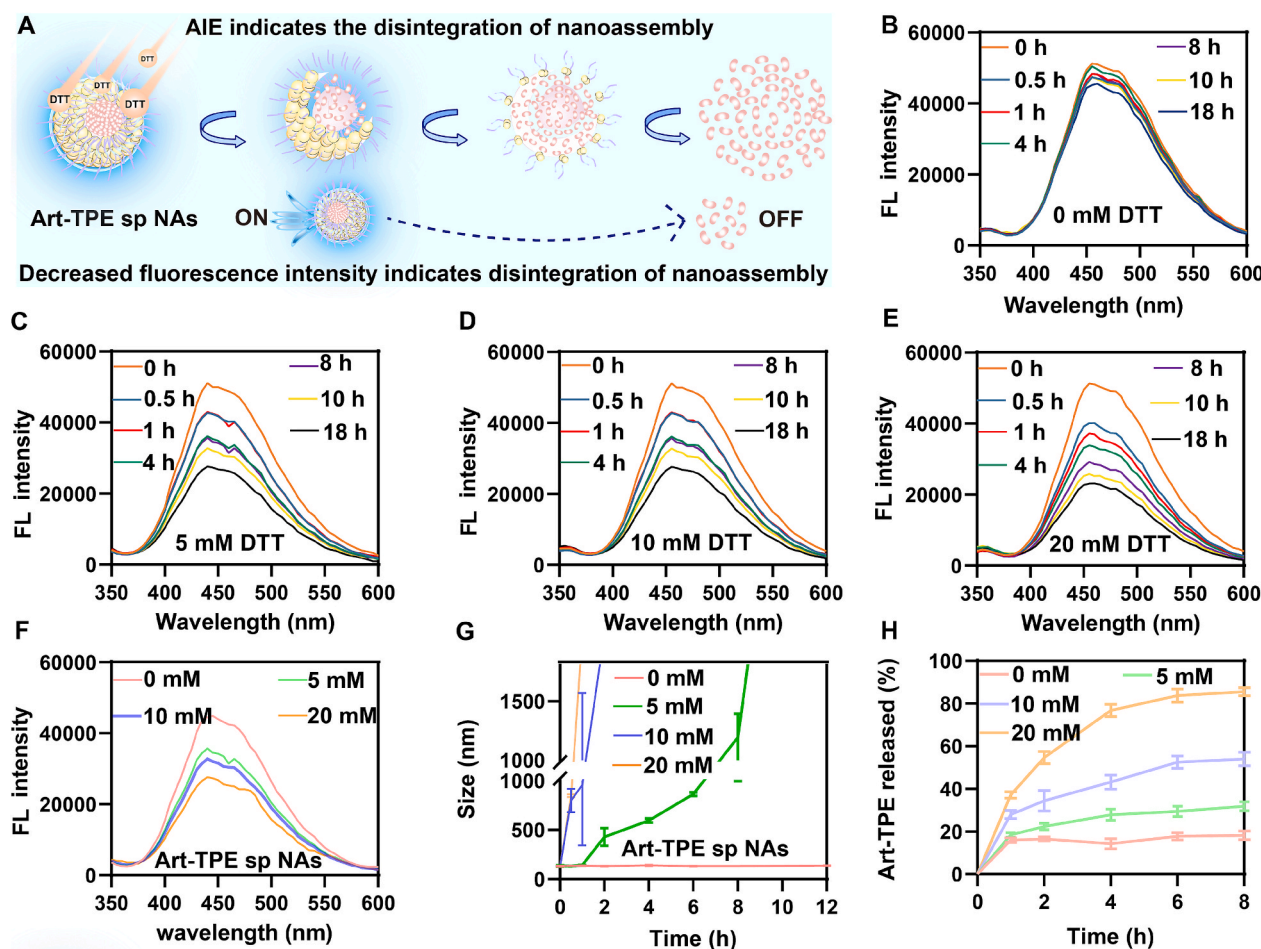 A
AIE indicates the disintegration of nanoassembly
DTT
DTT
DTT
DTT
Art-TPE sp NAs
ON
OFF
Decreased fluorescence intensity indicates disintegration of nanoassembly
B
FL intensity
60000
40000
20000
0
0 h
0.5 h
1 h
4 h
8 h
10 h
18 h
0 mM DTT
350 400 450 500 550 600
Wavelength (nm)
C
FL intensity
60000
40000
20000
0
0 h
0.5 h
1 h
4 h
8 h
10 h
18 h
5 mM DTT
350 400 450 500 550 600
Wavelength (nm)
D
FL intensity
60000
40000
20000
0
0 h
0.5 h
1 h
4 h
8 h
10 h
18 h
10 mM DTT
350 400 450 500 550 600
Wavelength (nm)
E
FL intensity
60000
40000
20000
0
0 h
0.5 h
1 h
4 h
8 h
10 h
18 h
20 mM DTT
350 400 450 500 550 600
Wavelength (nm)
F
FL intensity
60000
40000
20000
0
0 mM
10 mM
5 mM
20 mM
Art-TPE sp NAs
350 400 450 500 550 600
wavelength (nm)
G
Size (nm)
1500
1000
1000
500
0
0 mM
5 mM
10 mM
20 mM
Art-TPE sp NAs
0 2 4 6 8 10 12
Time (h)
H
Art-TPE released (%)
100
80
60
40
20
0
0 mM
10 mM
20 mM
5 mM
0 2 4 6 8
Time (h)